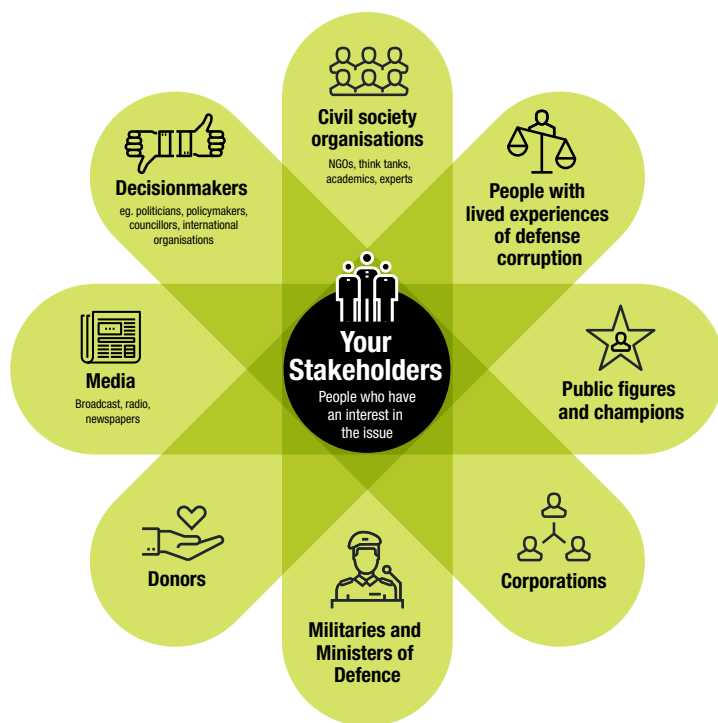 Civil society
organisations
NGOs, think tanks,
academics, experts
Decisionmakers
eg. politicians, policymakers,
councillors, international
organisations
People with
lived experiences
of defense
corruption
Your
Stakeholders
People who have
an interest in
the issue
Media
Broadcast, radio,
newspapers
Public figures
and champions
Donors
Corporations
Militaries and
Ministers of
Defence